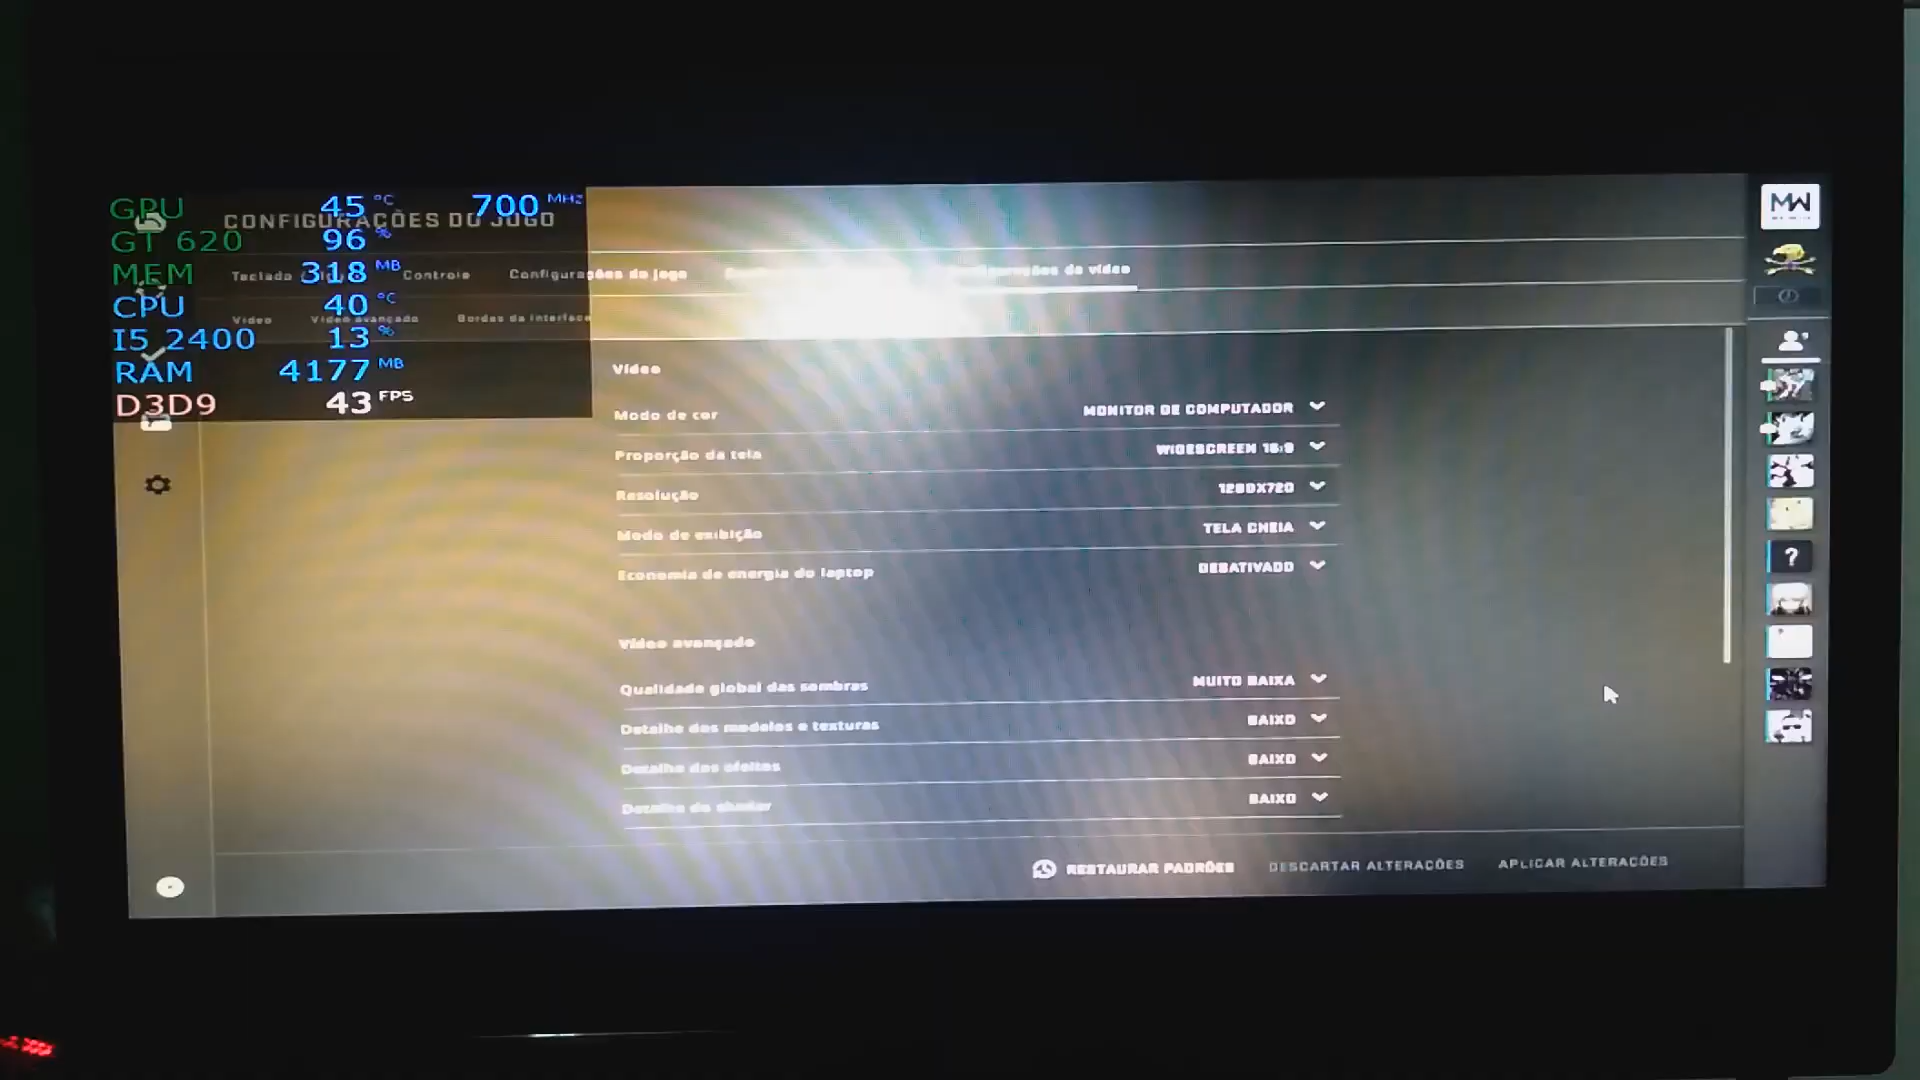 GPU 45 °C 700 MHz
CONFIGURAÇÕES DO JOGO
GT 620 96 %
MEM 318 MB
Teclado Controle Configurações do jogo Configurações de vídeo
CPU 40 °C
Vídeo Vídeo avançado Bordas da interface
I5 2400 13 %
RAM 4177 MB
D3D9 43 FPS
MW
Vídeo
Modo de cor MONITOR DE COMPUTADOR
Proporção da tela WIDESCREEN 16:9
Resolução 1280X720
Modo de exibição TELA CHEIA
Economia de energia do laptop DESATIVADO
?
Vídeo avançado
Qualidade global das sombras MUITO BAIXA
Detalhe dos modelos e texturas BAIXO
Detalhe dos efeitos BAIXO
Detalhe do shader BAIXO
RESTAURAR PADRÕES DESCARTAR ALTERAÇÕES APLICAR ALTERAÇÕES